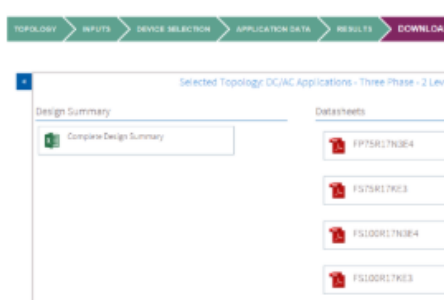 TOPOLOGY INPUTS DEVICE SELECTION APPLICATION DATA RESULTS DOWNLOA
Selected Topology: DC/AC Applications - Three Phase - 2 Lev
Design Summary
Complete Design Summary
Datasheets
FP75R17N3E4
FS75R17KE3
FS100R17N3E4
FS100R17KE3